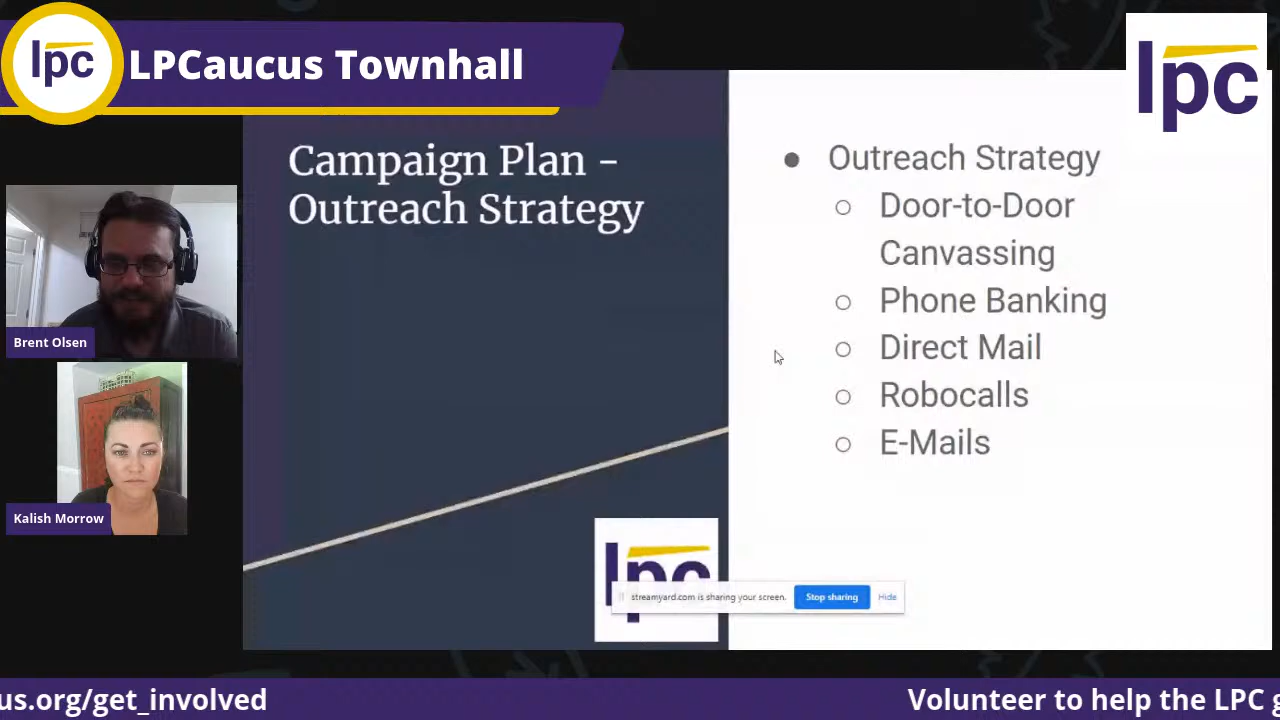 lpc
LPCaucus Townhall
lpc
Campaign Plan -
Outreach Strategy
● Outreach Strategy
○ Door-to-Door
Canvassing
○ Phone Banking
○ Direct Mail
○ Robocalls
○ E-Mails
Brent Olsen
Kalish Morrow
lpc
streamyard.com is sharing your screen.
Stop sharing
Hide
us.org/get_involved
Volunteer to help the LPC g